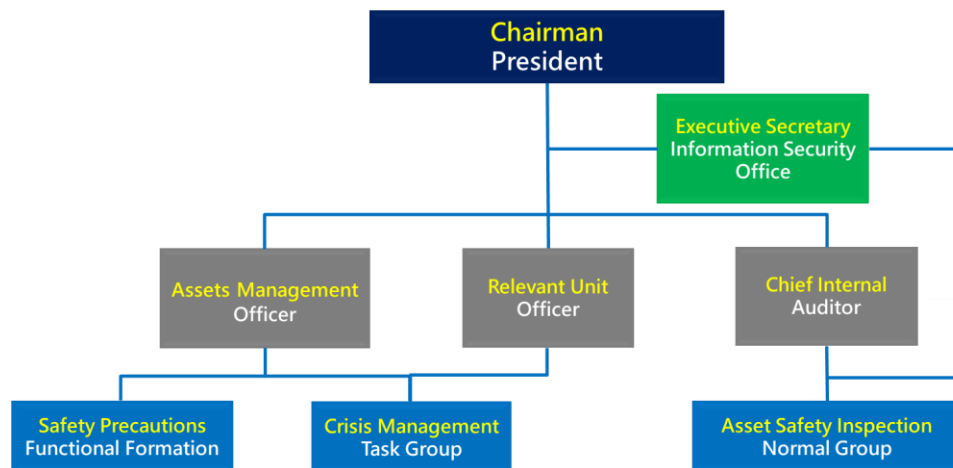 Chairman
President
Executive Secretary
Information Security
Office
Assets Management
Officer
Relevant Unit
Officer
Chief Internal
Auditor
Safety Precautions
Functional Formation
Crisis Management
Task Group
Asset Safety Inspection
Normal Group